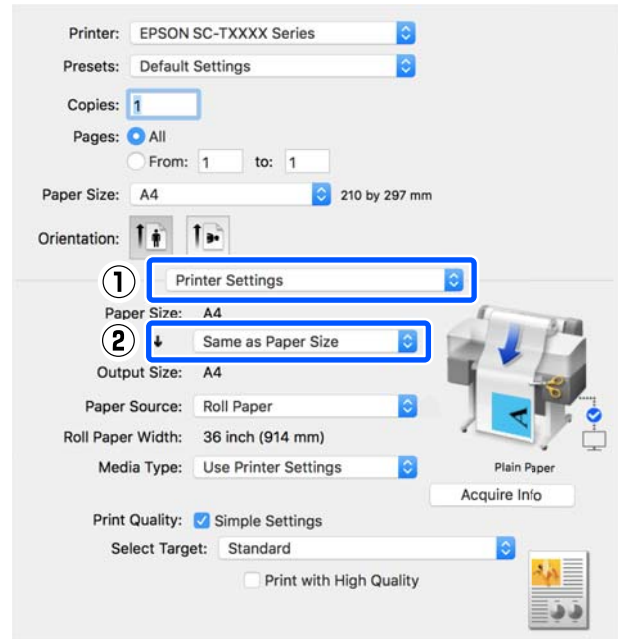 Printer: EPSON SC-TXXXX Series
Presets: Default Settings
Copies: 1
Pages: All
From: 1 to: 1
Paper Size: A4 210 by 297 mm
Orientation:
① Printer Settings
Paper Size: A4
② Same as Paper Size
Output Size: A4
Paper Source: Roll Paper
Roll Paper Width: 36 inch (914 mm)
Media Type: Use Printer Settings
Plain Paper
Acquire Info
Print Quality: Simple Settings
Select Target: Standard
Print with High Quality